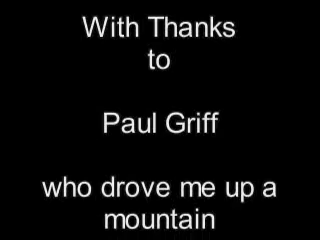 With Thanks
to
Paul Griff
who drove me up a
mountain